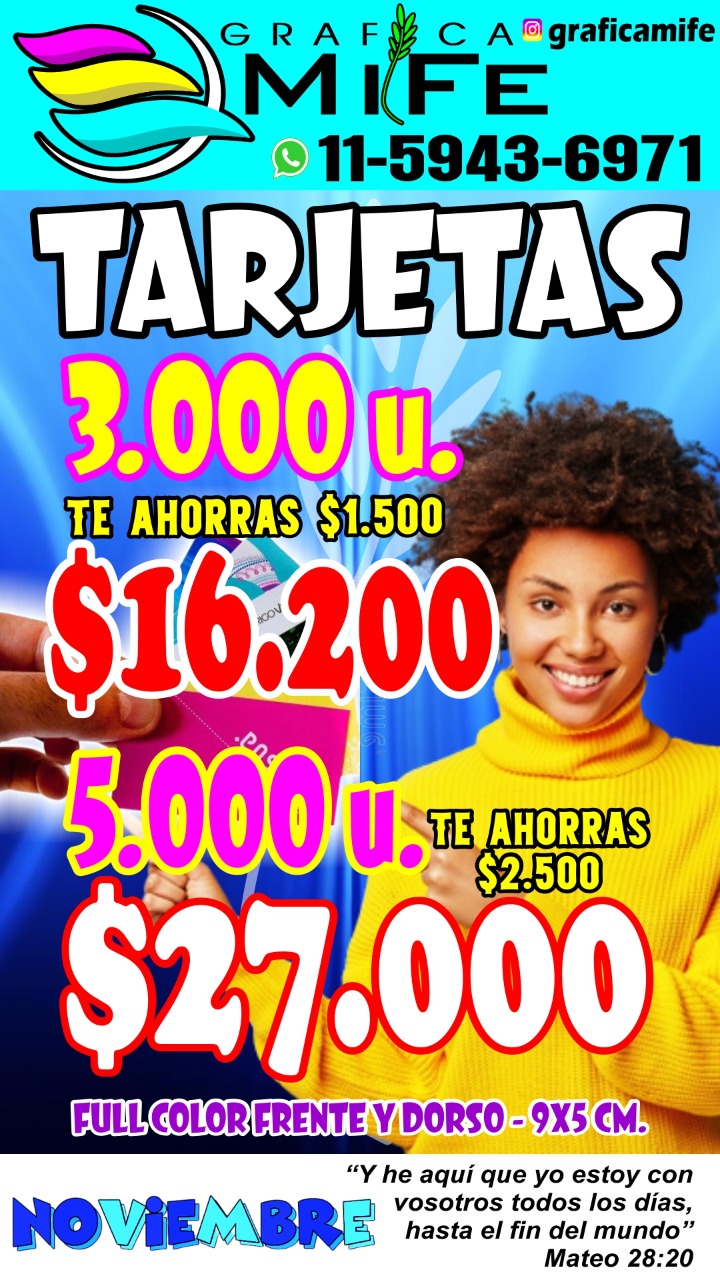 GRAFICA
graficamife
MIFE
11-5943-6971
TARJETAS
3.000 u.
TE AHORRAS $1.500
$16.200
5.000 u.
TE AHORRAS
$2.500
$27.000
FULL COLOR FRENTE Y DORSO - 9X5 CM.
NOVIEMBRE
“Y he aquí que yo estoy con
vosotros todos los días,
hasta el fin del mundo”
Mateo 28:20